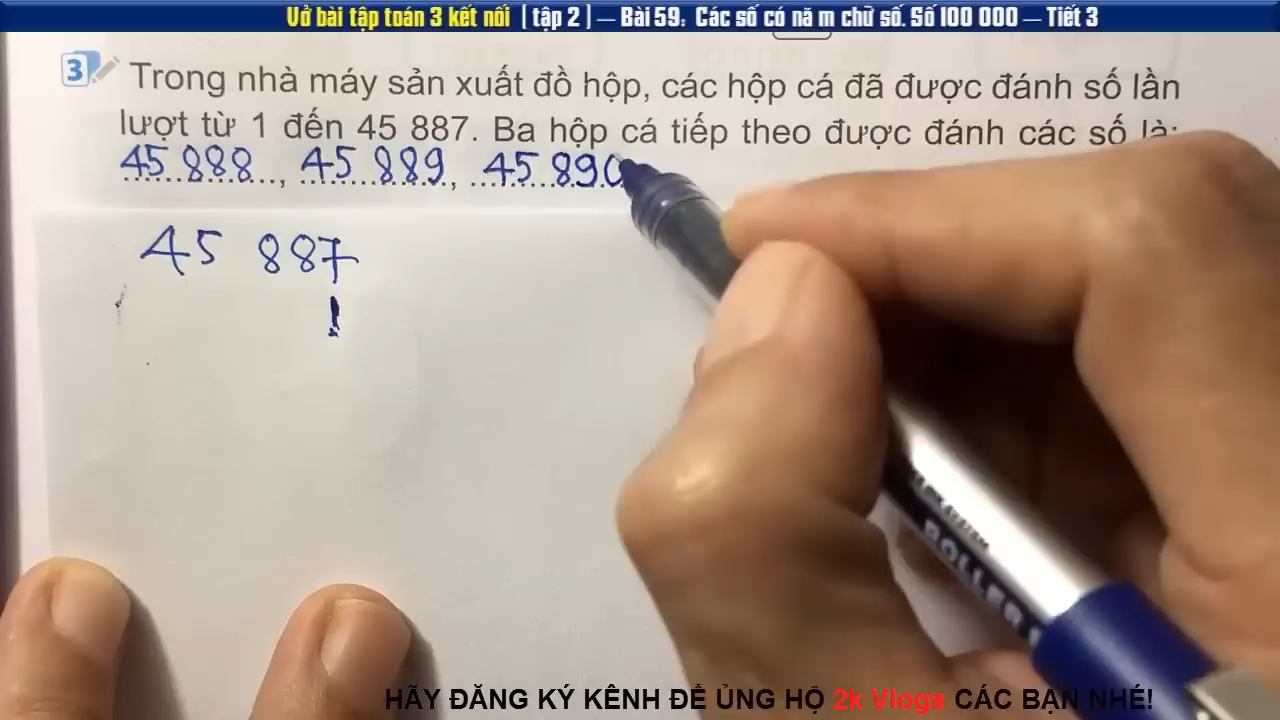 Vở bài tập toán 3 kết nối ( tập 2 ) – Bài 59: Các số có nă m chữ số. Số 100 000 – Tiết 3
3 Trong nhà máy sản xuất đồ hộp, các hộp cá đã được đánh số lần
lượt từ 1 đến 45 887. Ba hộp cá tiếp theo được đánh các số là:
45 888, 45 889, 45 890
45 887
!
ROLLER
HÃY ĐĂNG KÝ KÊNH ĐỂ ỦNG HỘ 2k Vlogs CÁC BẠN NHÉ!